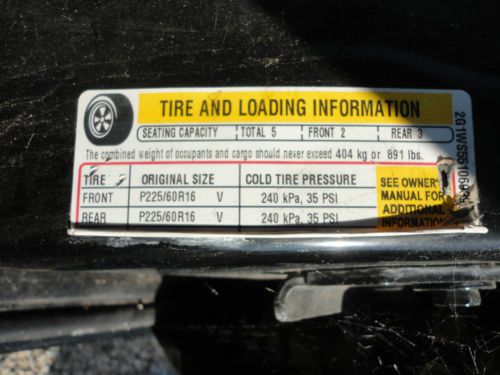 TIRE AND LOADING INFORMATION
SEATING CAPACITY TOTAL 5 FRONT 2 REAR 3
The combined weight of occupants and cargo should never exceed 404 kg or 891 lbs.
TIRE ORIGINAL SIZE COLD TIRE PRESSURE
FRONT P225/60R16 V 240 kPa, 35 PSI
REAR P225/60R16 V 240 kPa, 35 PSI
SEE OWNER'S
MANUAL FOR
ADDITIONAL
INFORMATION